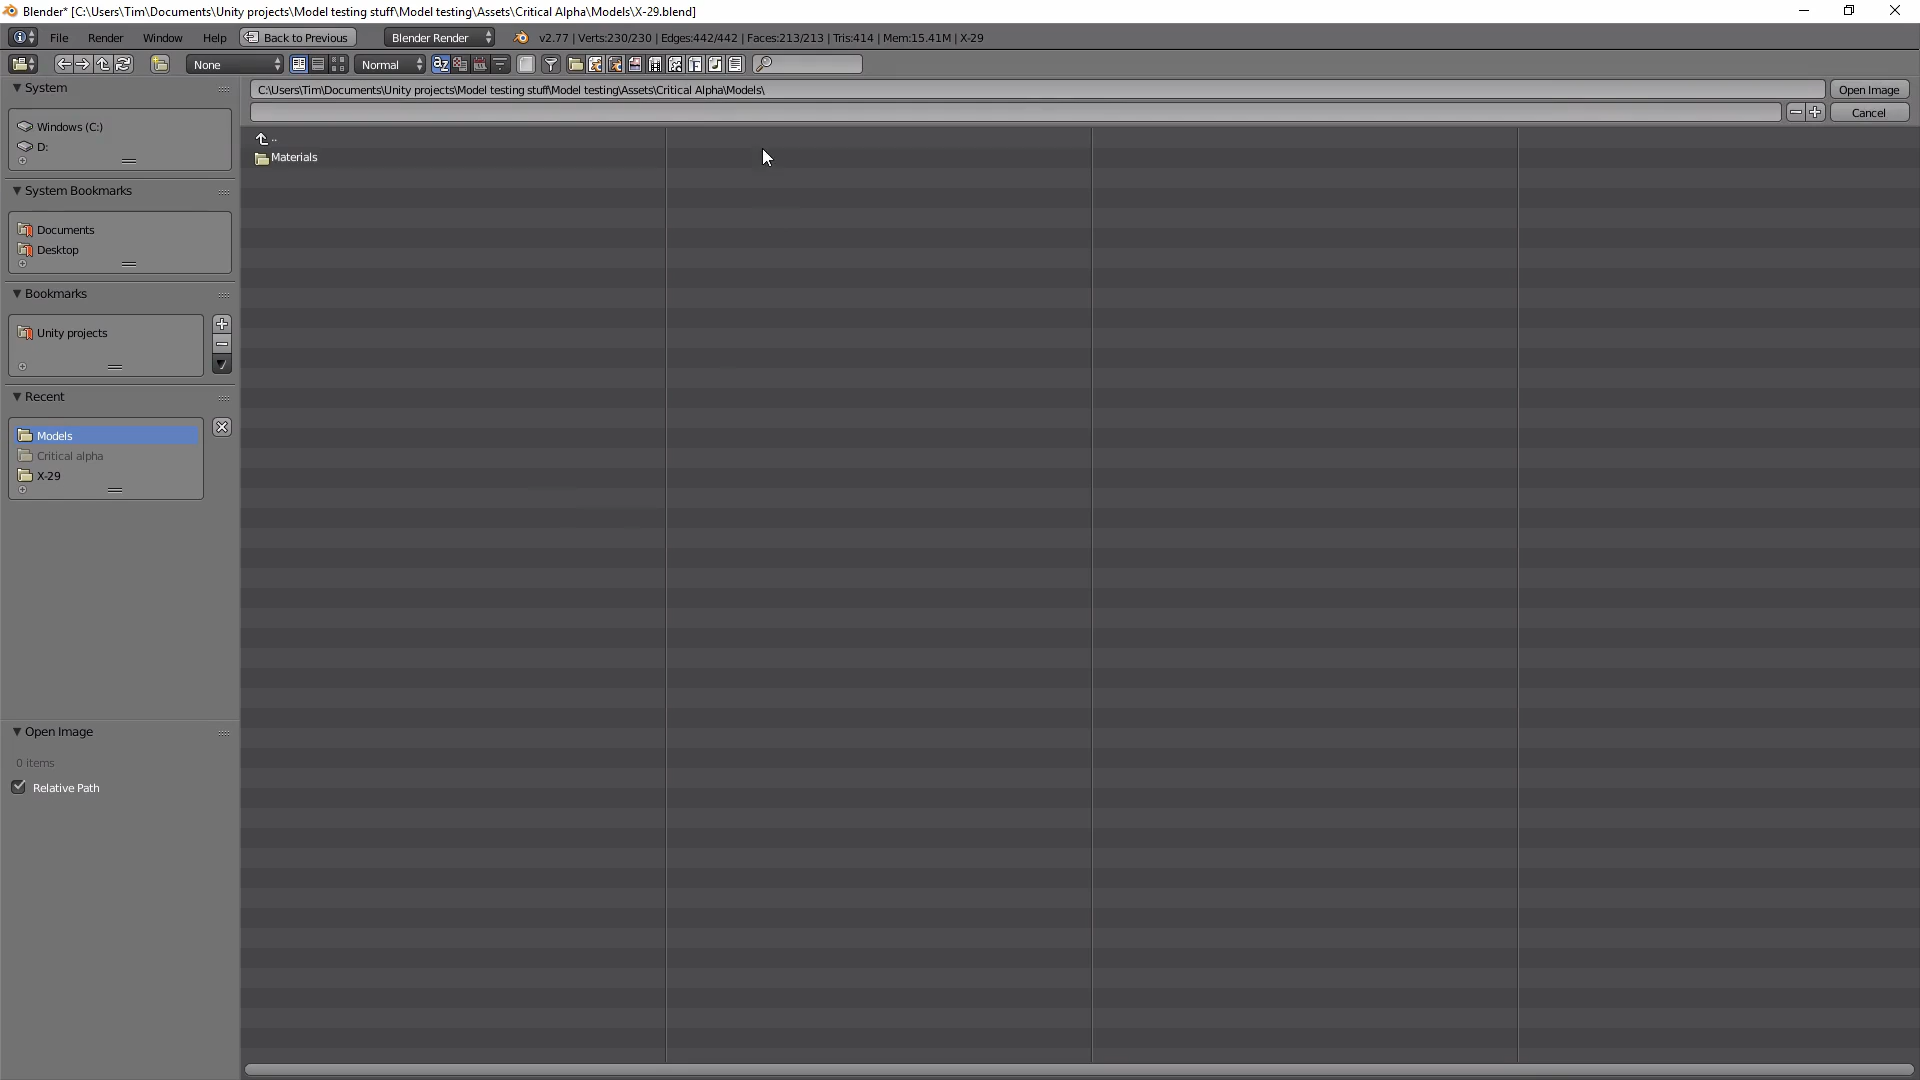 Blender* [C:\Users\Tim\Documents\Unity projects\Model testing stuff\Model testing\Assets\Critical Alpha\Models\X-29.blend]
File Render Window Help Back to Previous Blender Render v2.77 | Verts:230/230 | Edges:442/442 | Faces:213/213 | Tris:414 | Mem:15.41M | X-29
None Normal
System
C:\Users\Tim\Documents\Unity projects\Model testing stuff\Model testing\Assets\Critical Alpha\Models\ Open Image
Cancel
Windows (C:)
D:
..
Materials
System Bookmarks
Documents
Desktop
Bookmarks
Unity projects
Recent
Models
Critical alpha
X-29
Open Image
0 items
Relative Path